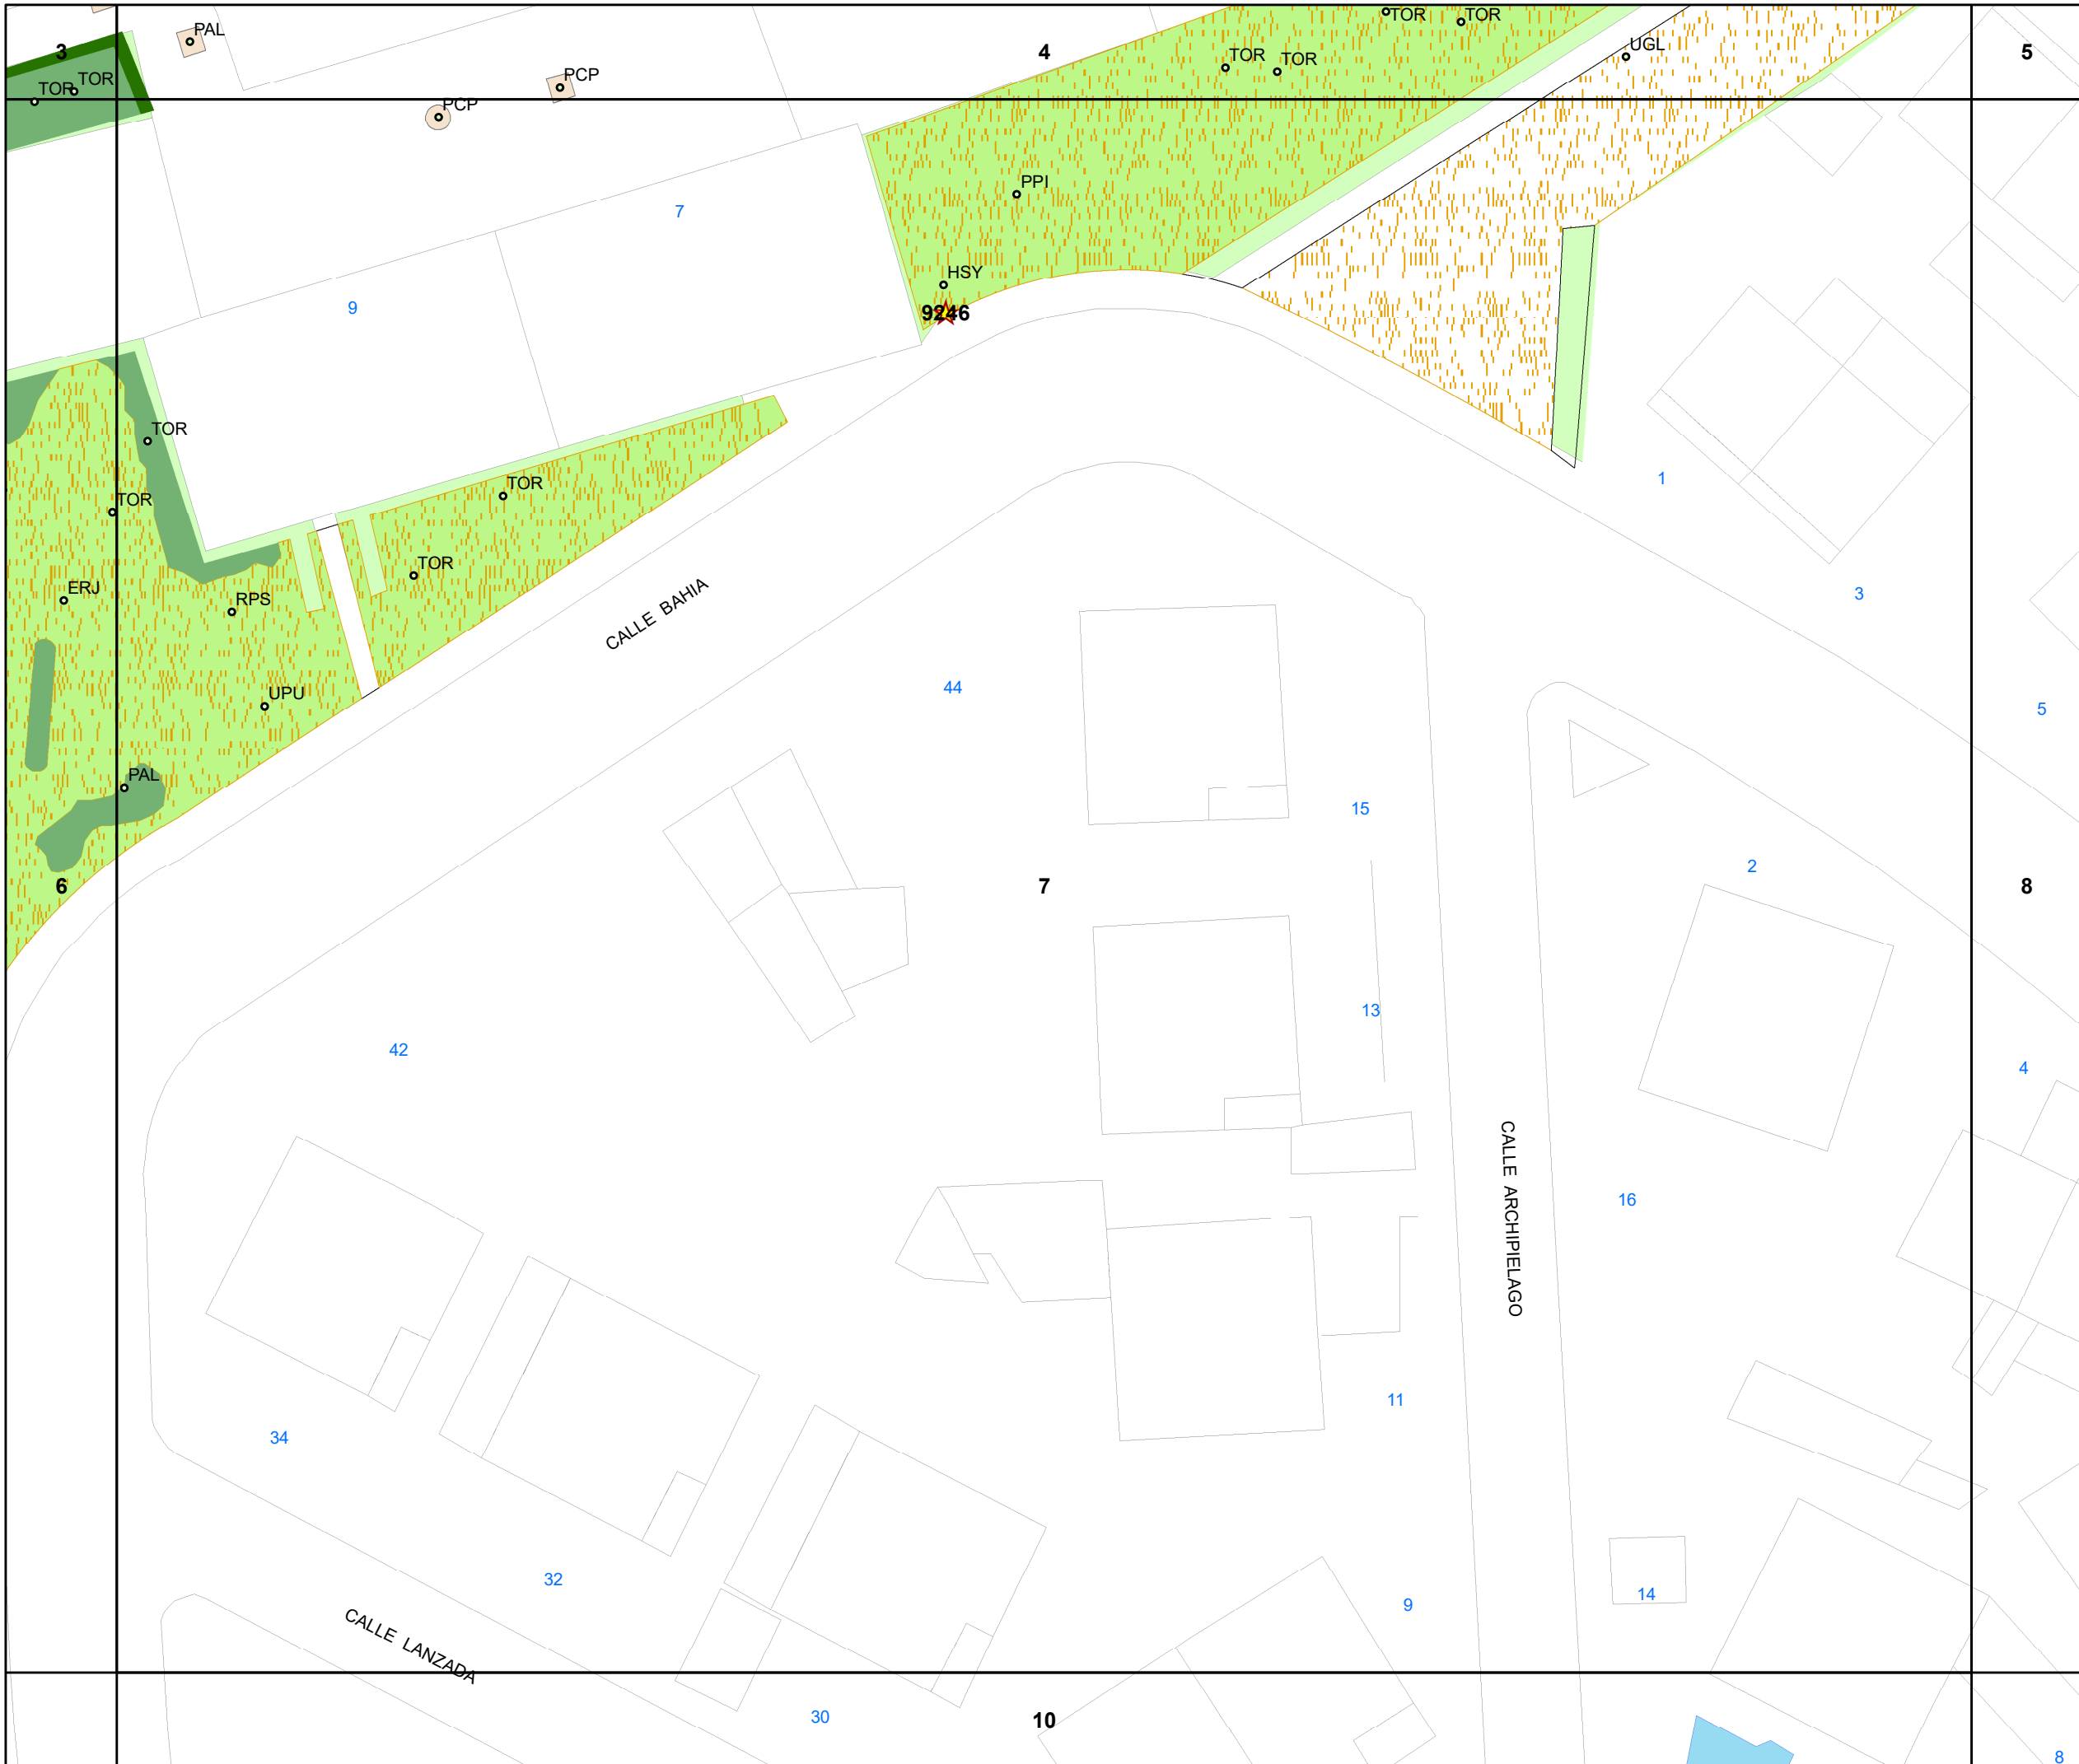 3
PAL
4
TOR
TOR
UGL
5
TOR
TOR
TOR
TOR
PCP
PCP
PPI
7
HSY
9
9246
TOR
TOR
TOR
1
TOR
ERJ
RPS
CALLE BAHIA
3
44
UPU
5
PAL
15
2
6
7
8
13
42
4
CALLE ARCHIPIELAGO
16
11
34
32
9
14
CALLE LANZADA
30
10
8